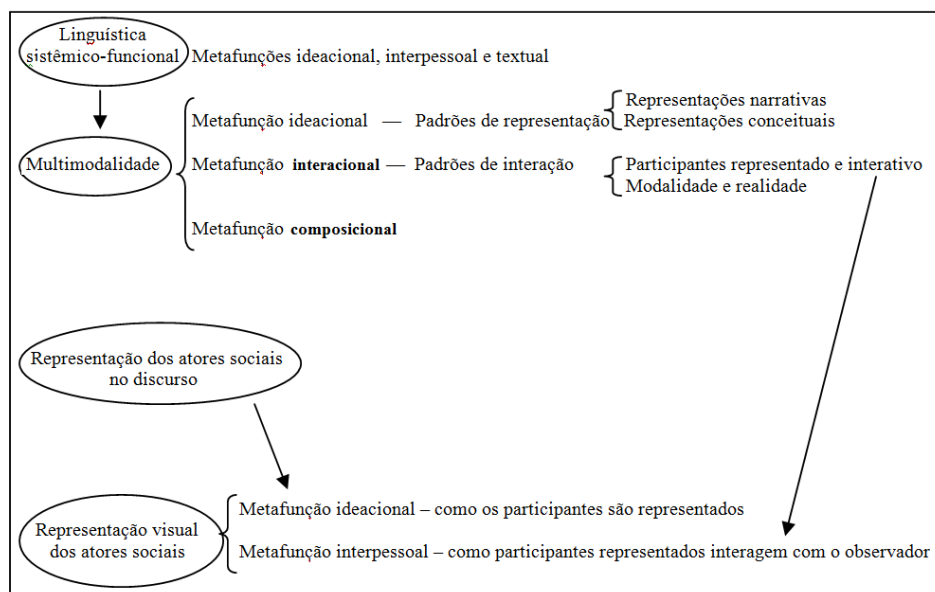 Linguística
sistêmico-funcional
Metafunções ideacional, interpessoal e textual
Multimodalidade
Metafunção ideacional — Padrões de representação
Representações narrativas
Representações conceituais
Metafunção interacional — Padrões de interação
Participantes representado e interativo
Modalidade e realidade
Metafunção composicional
Representação dos atores sociais
no discurso
Representação visual
dos atores sociais
Metafunção ideacional – como os participantes são representados
Metafunção interpessoal – como participantes representados interagem com o observador